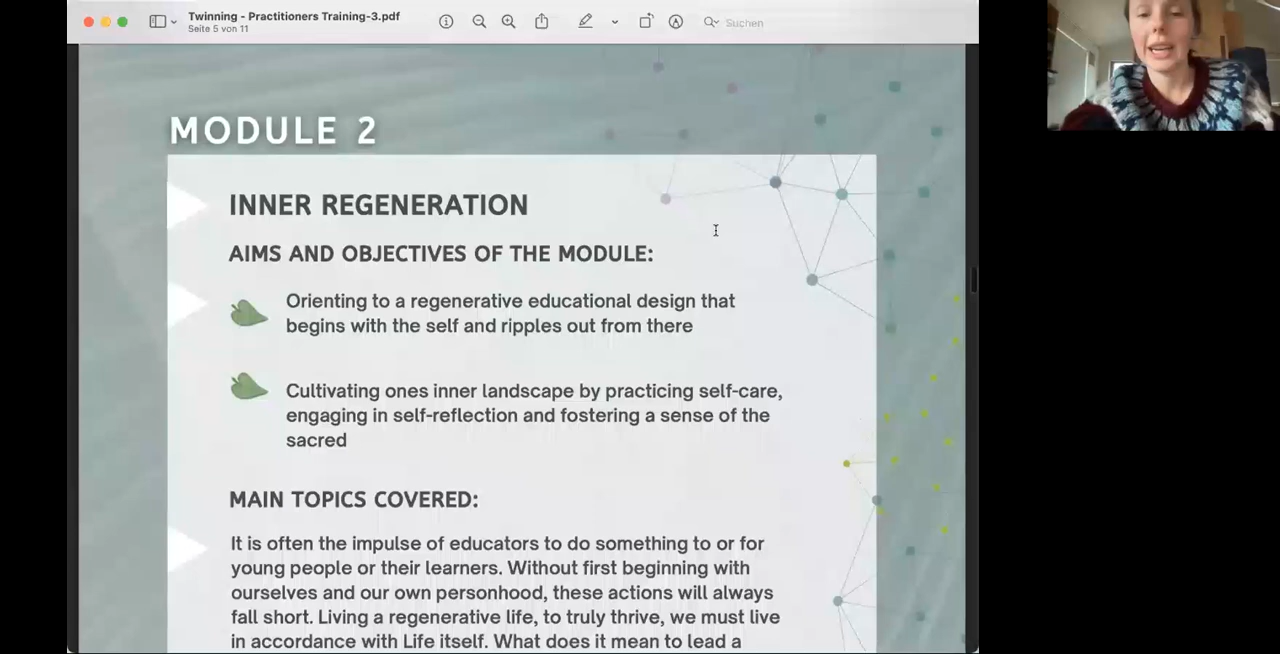 Twinning - Practitioners Training-3.pdf
Seite 5 von 11
Suchen
MODULE 2
INNER REGENERATION
AIMS AND OBJECTIVES OF THE MODULE:
Orienting to a regenerative educational design that
begins with the self and ripples out from there
Cultivating ones inner landscape by practicing self-care,
engaging in self-reflection and fostering a sense of the
sacred
MAIN TOPICS COVERED:
It is often the impulse of educators to do something to or for
young people or their learners. Without first beginning with
ourselves and our own personhood, these actions will always
fall short. Living a regenerative life, to truly thrive, we must live
in accordance with Life itself. What does it mean to lead a